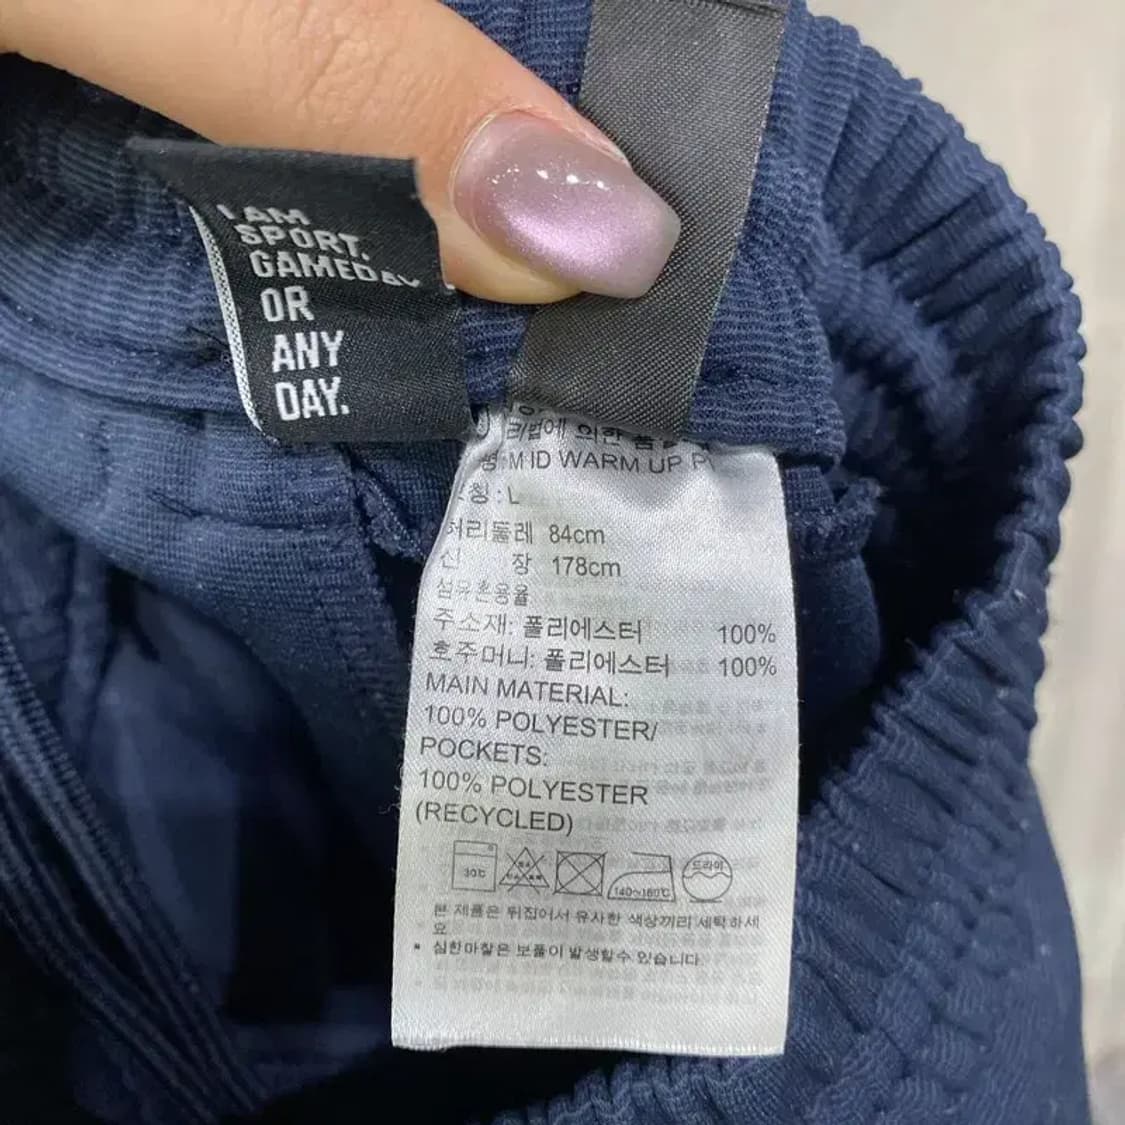 I AM
SPORT.
GAMEDAY
OR
ANY
DAY.
의한
M ID WARM UP P
: L
허리둘레 84cm
신 장 178cm
섬유혼용율
주소재: 폴리에스터 100%
호주머니: 폴리에스터 100%
MAIN MATERIAL:
100% POLYESTER/
POCKETS:
100% POLYESTER
(RECYCLED)
30℃
140~160℃
드라이
본 제품은 뒤집어서 유사한 색상끼리 세탁하세
요
* 심한마찰은 보풀이 발생할수 있습니다.